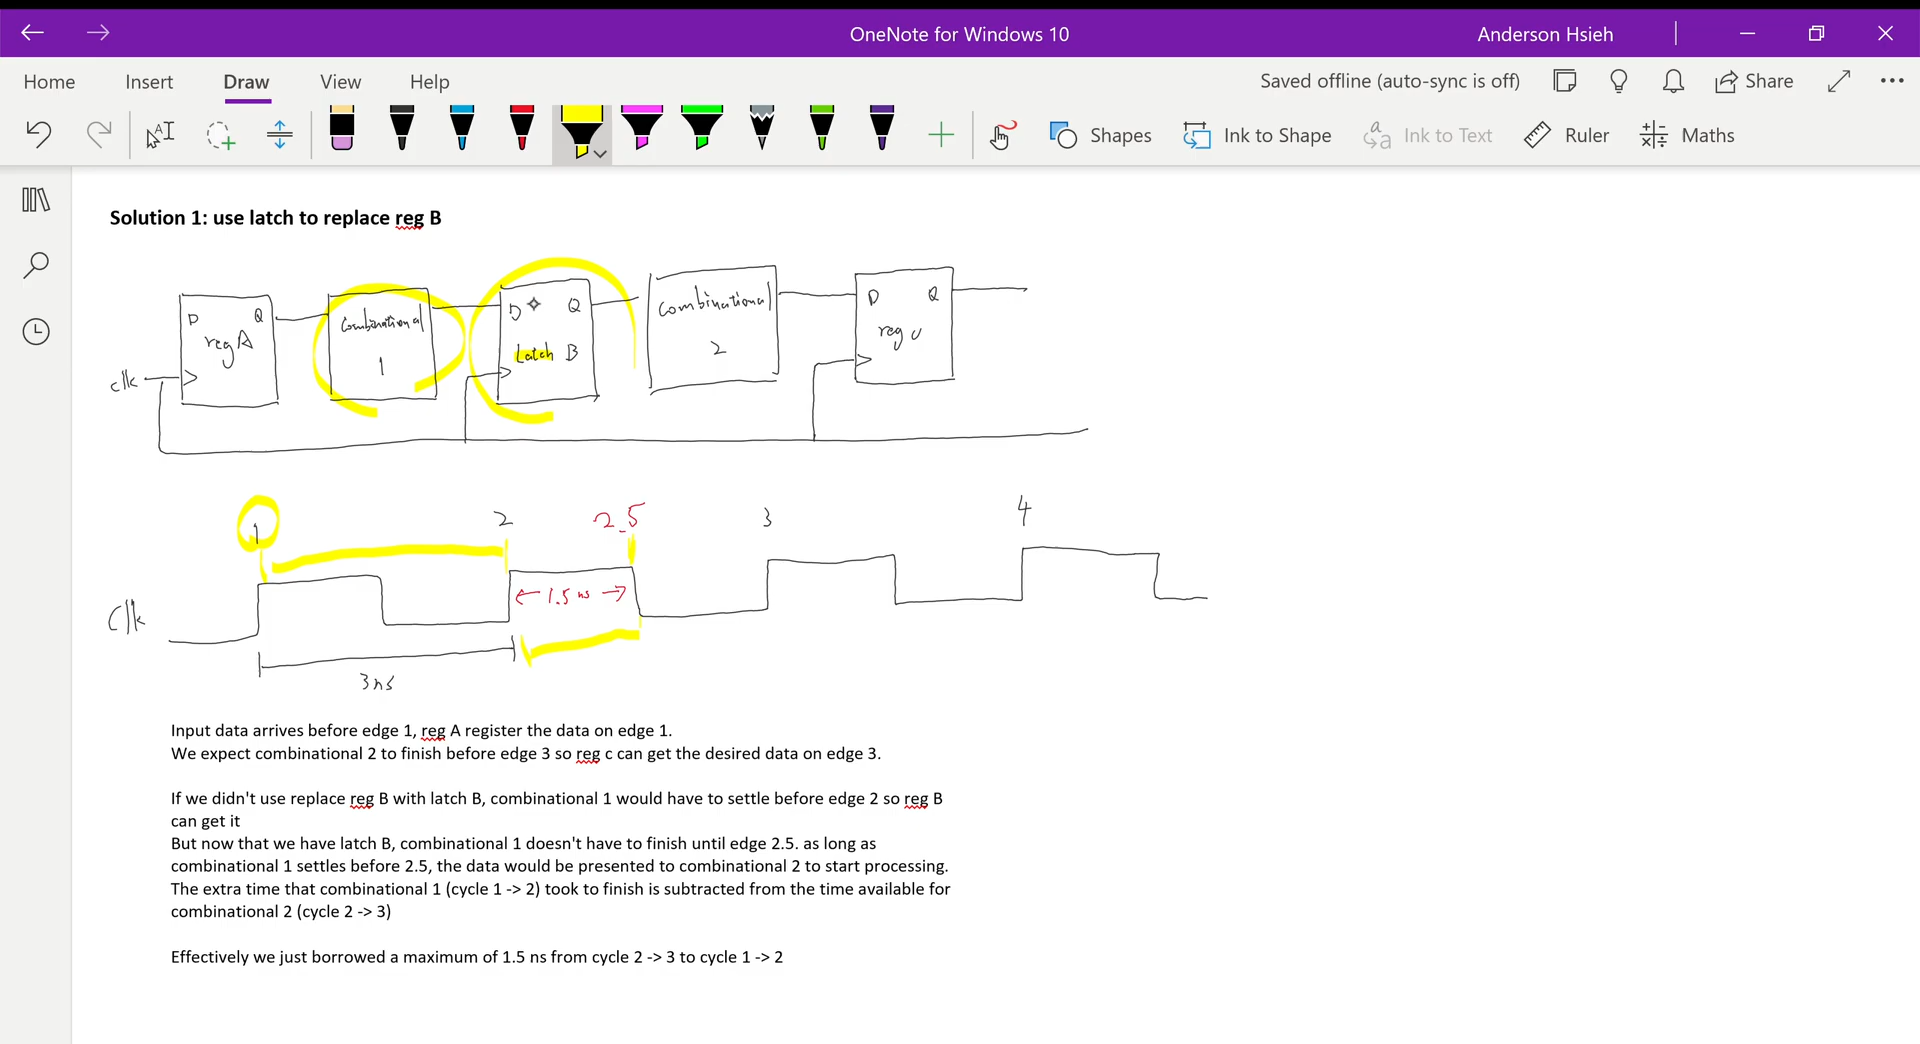 OneNote for Windows 10
Anderson Hsieh
Home Insert Draw View Help
Saved offline (auto-sync is off) Share
Shapes Ink to Shape Ink to Text Ruler Maths
Solution 1: use latch to replace reg B
D Q
reg A
clk
Combinational
1
D Q
Latch B
Combinational
2
D Q
reg c
1 2 2.5 3 4
Clk
1.5 ns
3ns
Input data arrives before edge 1, reg A register the data on edge 1.
We expect combinational 2 to finish before edge 3 so reg c can get the desired data on edge 3.
If we didn't use replace reg B with latch B, combinational 1 would have to settle before edge 2 so reg B
can get it
But now that we have latch B, combinational 1 doesn't have to finish until edge 2.5. as long as
combinational 1 settles before 2.5, the data would be presented to combinational 2 to start processing.
The extra time that combinational 1 (cycle 1 -> 2) took to finish is subtracted from the time available for
combinational 2 (cycle 2 -> 3)
Effectively we just borrowed a maximum of 1.5 ns from cycle 2 -> 3 to cycle 1 -> 2